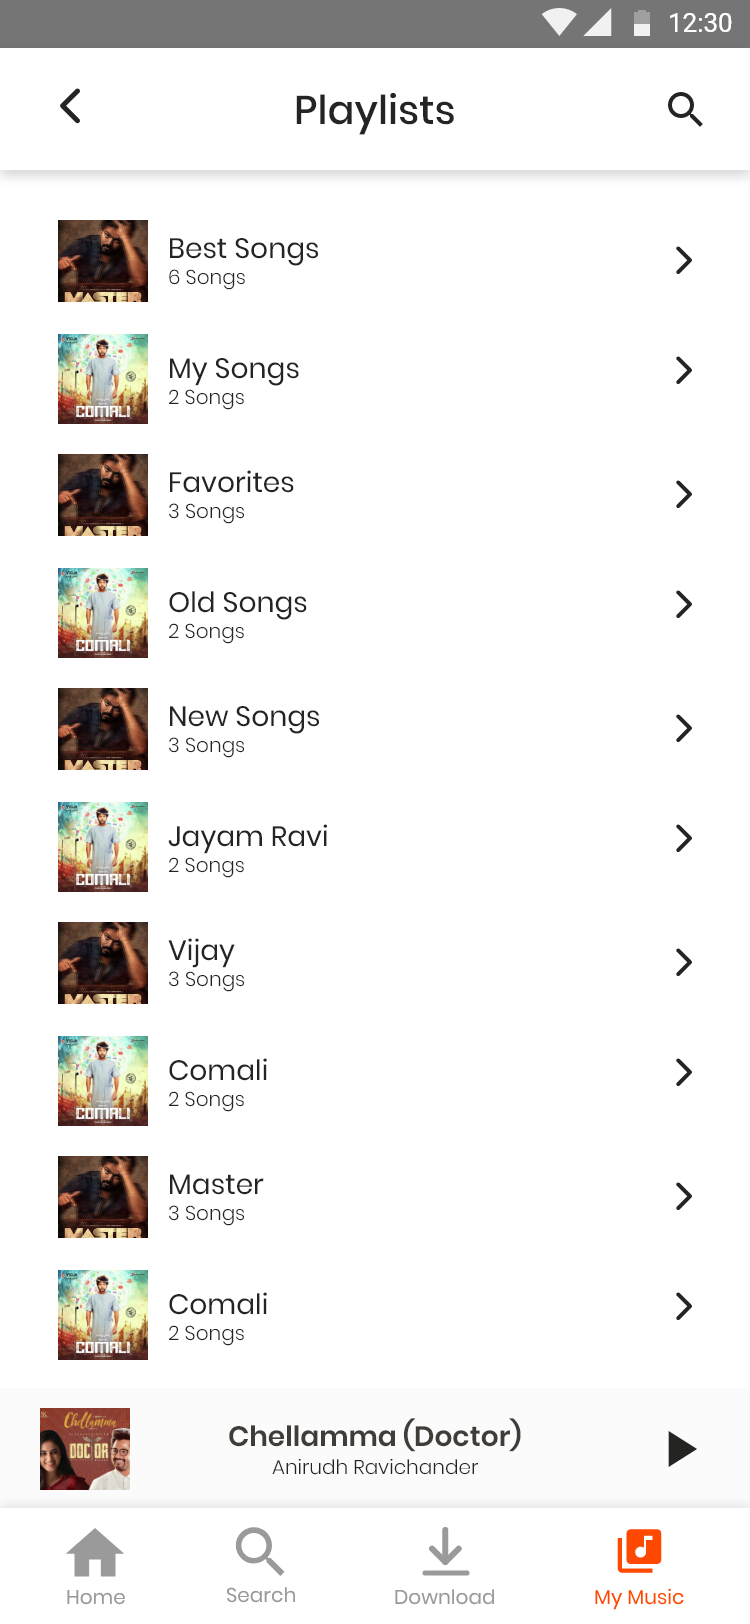 12:30
Playlists
MASTER
Best Songs
6 Songs
COMALI
My Songs
2 Songs
MASTER
Favorites
3 Songs
COMALI
Old Songs
2 Songs
MASTER
New Songs
3 Songs
COMALI
Jayam Ravi
2 Songs
MASTER
Vijay
3 Songs
COMALI
Comali
2 Songs
MASTER
Master
3 Songs
COMALI
Comali
2 Songs
Chellamma
DOCTOR
Chellamma (Doctor)
Anirudh Ravichander
Home
Search
Download
My Music